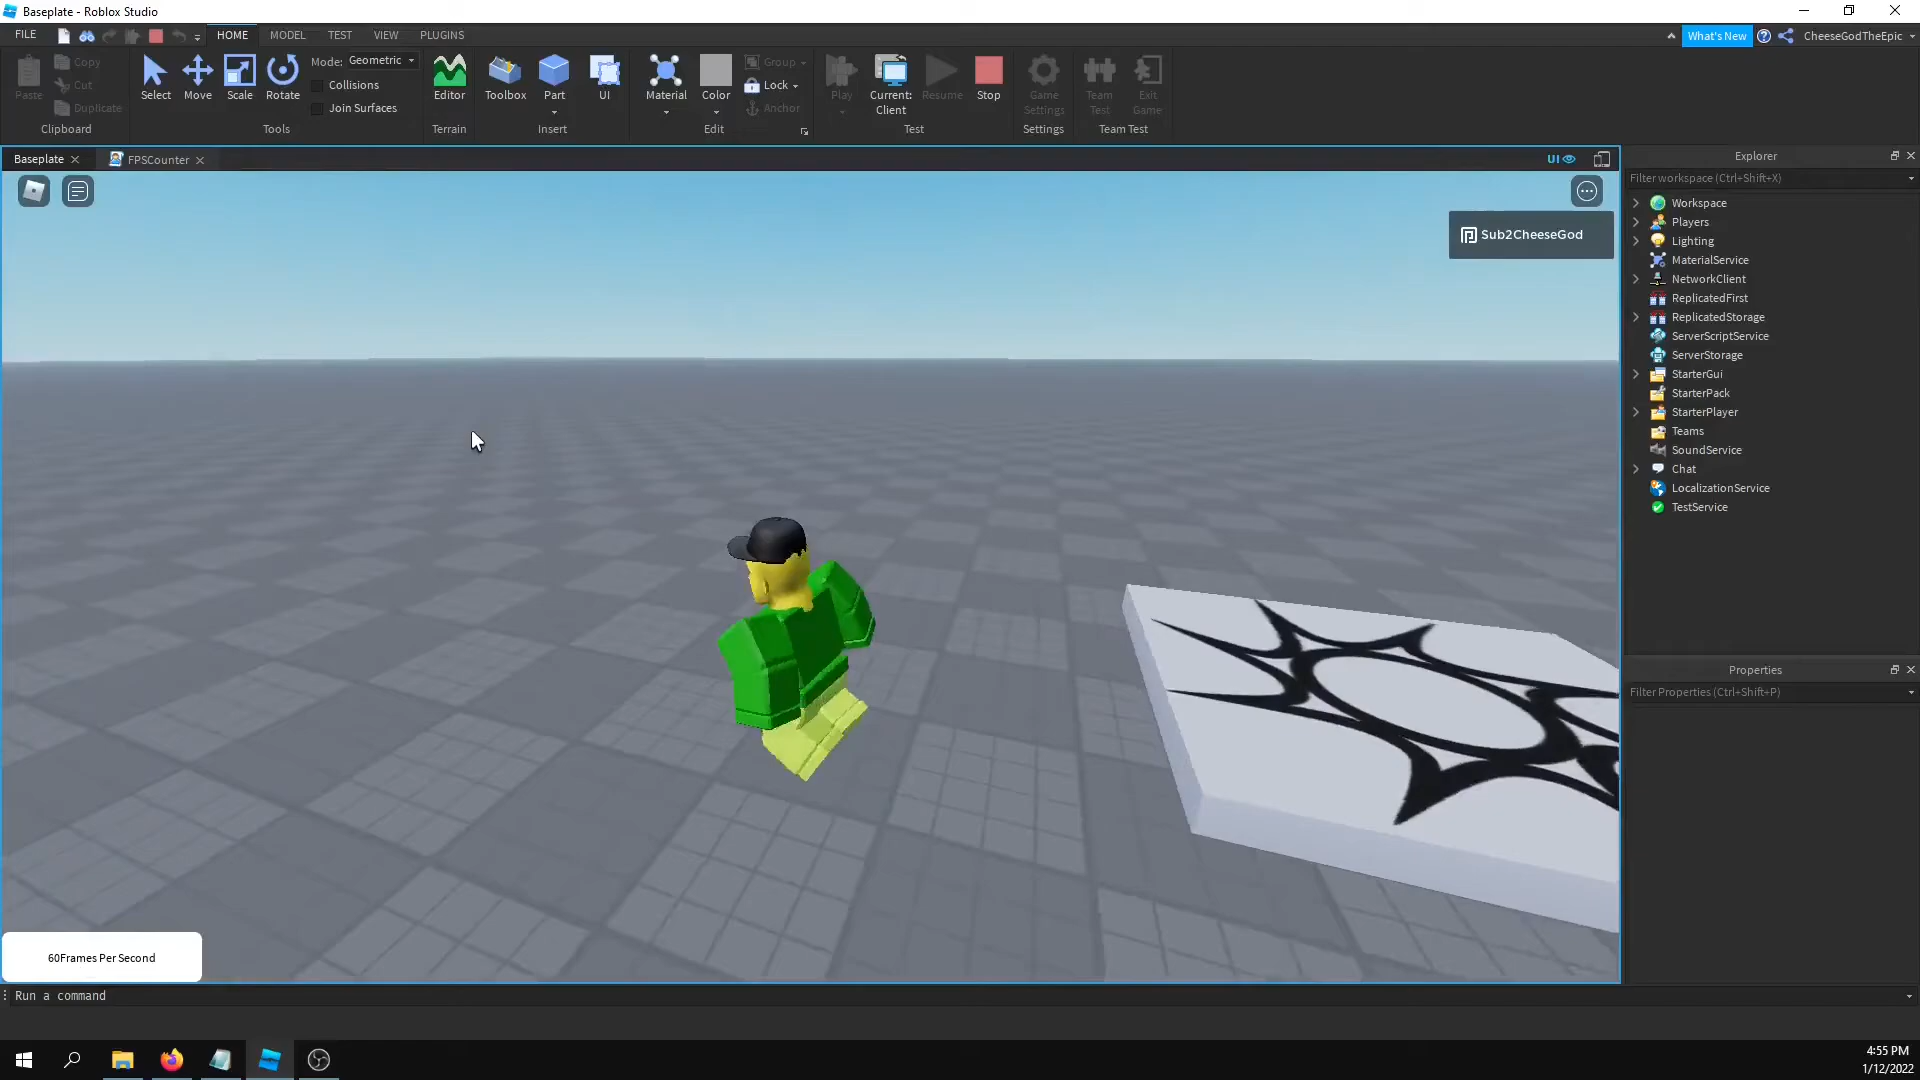 Baseplate - Roblox Studio
FILE
HOME
MODEL
TEST
VIEW
PLUGINS
What's New
CheeseGodTheEpic
Paste
Copy
Cut
Duplicate
Clipboard
Select
Move
Scale
Rotate
Mode: Geometric
Collisions
Join Surfaces
Tools
Editor
Terrain
Toolbox
Part
UI
Insert
Material
Color
Group
Lock
Anchor
Edit
Play
Current:
Client
Resume
Stop
Test
Game
Settings
Settings
Team
Test
Exit
Game
Team Test
Baseplate
FPSCounter
UI
Sub2CheeseGod
60Frames Per Second
Explorer
Filter workspace (Ctrl+Shift+X)
Workspace
Players
Lighting
MaterialService
NetworkClient
ReplicatedFirst
ReplicatedStorage
ServerScriptService
ServerStorage
StarterGui
StarterPack
StarterPlayer
Teams
SoundService
Chat
LocalizationService
TestService
Properties
Filter Properties (Ctrl+Shift+P)
Run a command
4:55 PM
1/12/2022